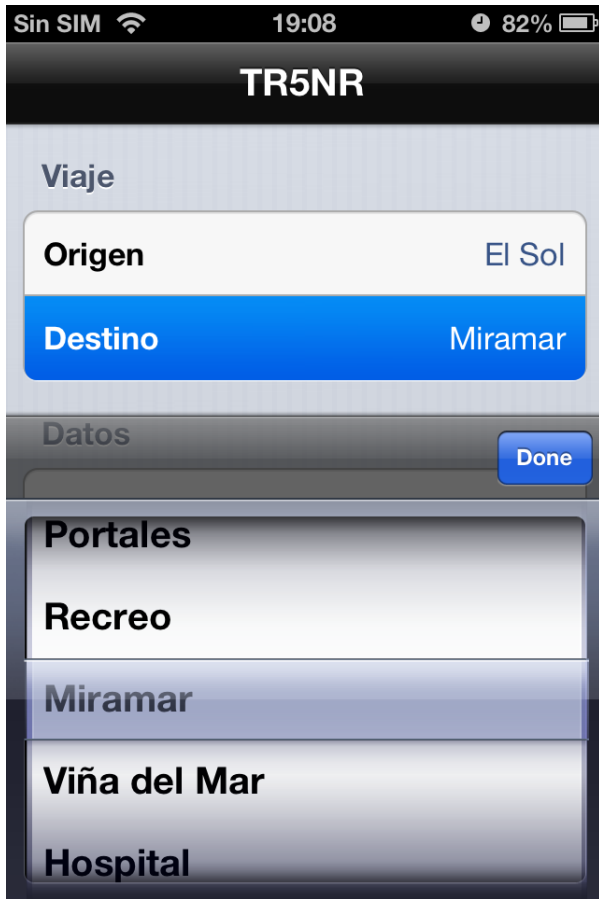 Sin SIM 19:08 82%
TR5NR
Viaje
Origen El Sol
Destino Miramar
Datos
Done
Portales
Recreo
Miramar
Viña del Mar
Hospital